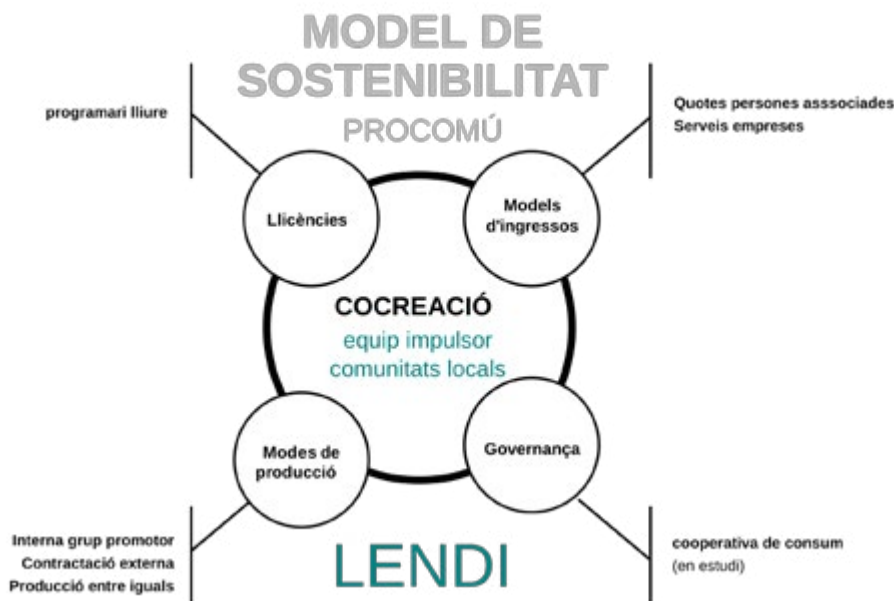 MODEL DE
SOSTENIBILITAT
PROCOMÚ
programari lliure
Quotes persones asssociades
Serveis empreses
Llicències
Models
d'ingressos
COCREACIÓ
equip impulsor
comunitats locals
Modes de
producció
Governança
Interna grup promotor
Contractació externa
Producció entre iguals
LENDI
cooperativa de consum
(en estudi)